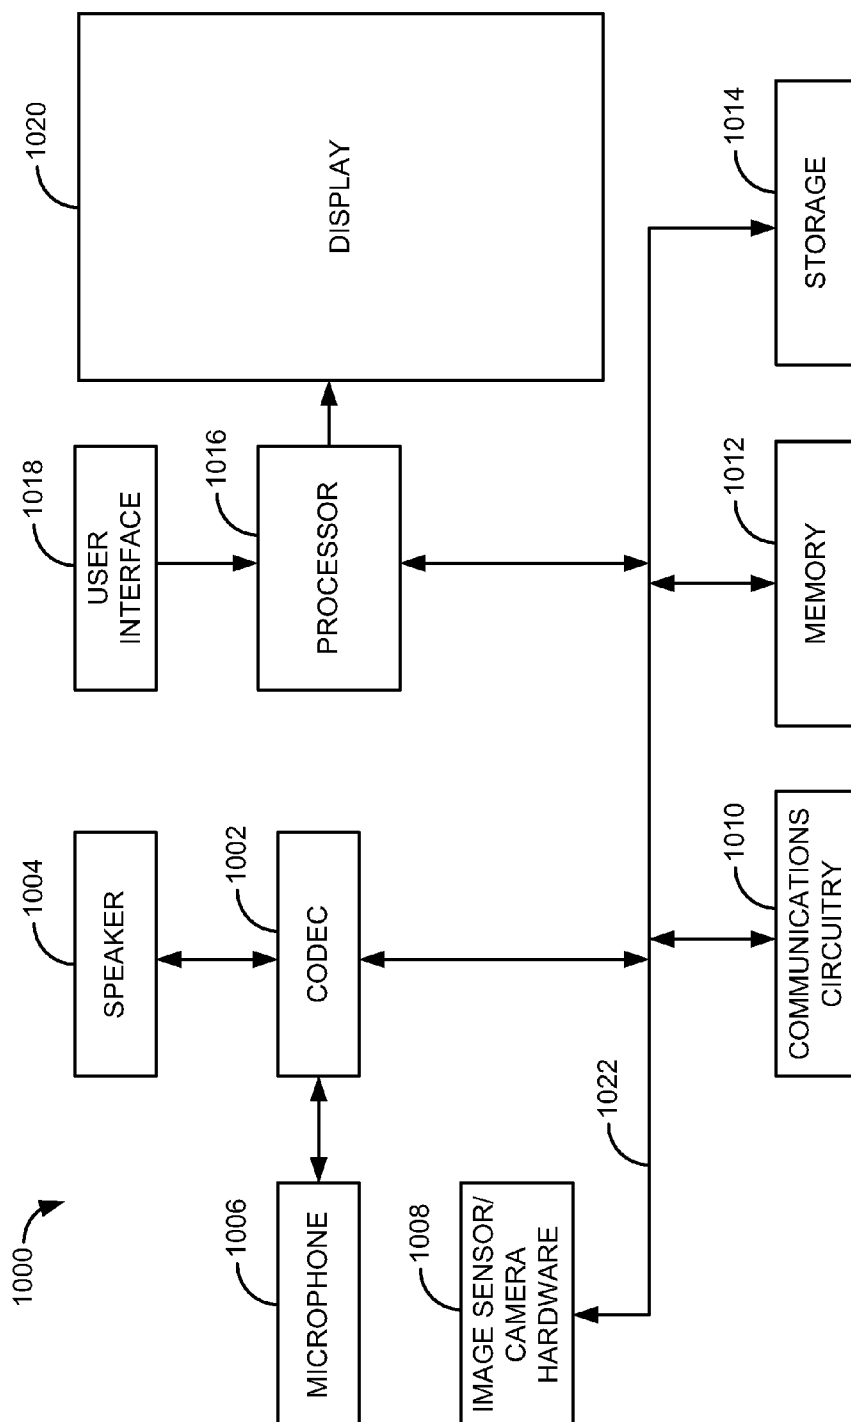 1000
MICROPHONE
1006
IMAGE SENSOR/
CAMERA
HARDWARE
1008
SPEAKER
1004
CODEC
1002
1022
COMMUNICATIONS
CIRCUITRY
1010
USER
INTERFACE
1018
PROCESSOR
1016
MEMORY
1012
DISPLAY
1020
STORAGE
1014